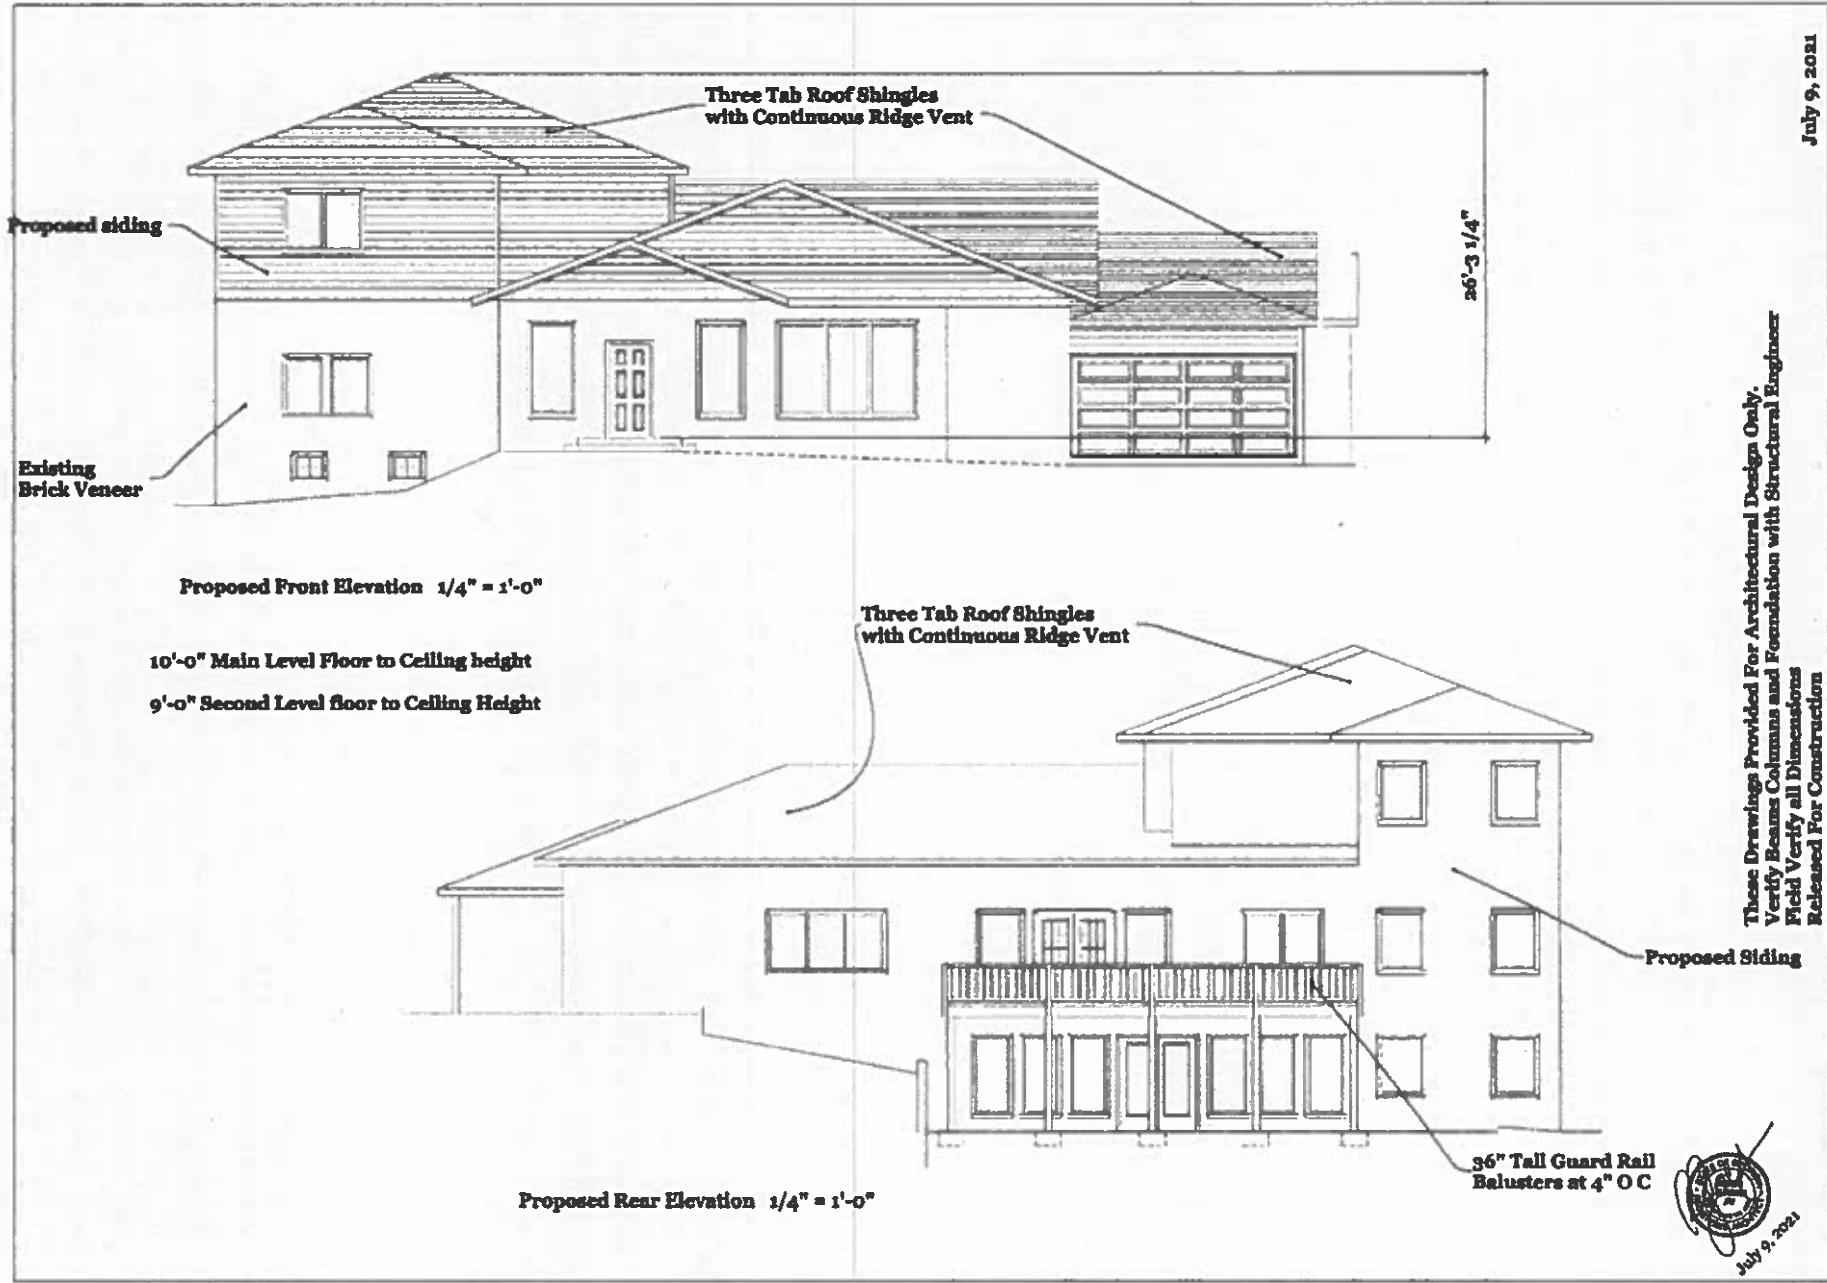 July 9, 2021
Three Tab Roof Shingles
with Continuous Ridge Vent
Proposed siding
26'-3 1/4"
Existing
Brick Veneer
Proposed Front Elevation 1/4" = 1'-0"
10'-0" Main Level Floor to Ceiling height
9'-0" Second Level floor to Ceiling Height
Three Tab Roof Shingles
with Continuous Ridge Vent
These Drawings Provided For Architectural Design Only.
Verify Beams Columns and Foundation with Structural Engineer
Field Verify all Dimensions
Released For Construction
Proposed Siding
36" Tall Guard Rail
Balusters at 4" O C
Proposed Rear Elevation 1/4" = 1'-0"
July 9, 2021